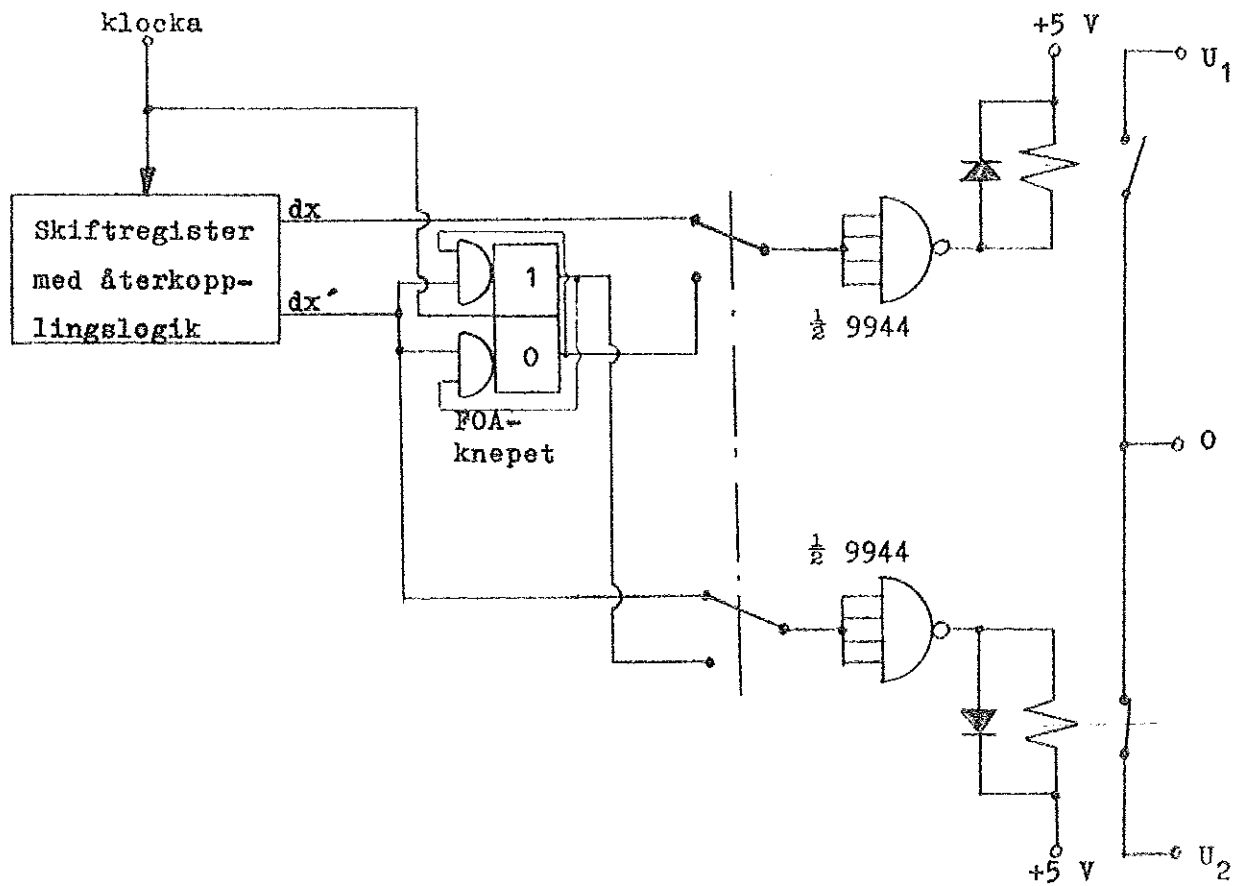 klocka
+5 V
U1
Skiftregister
med återkopp-
lingslogik
dx
dx´
1
0
½ 9944
FOA-
knepet
0
½ 9944
+5 V
U2